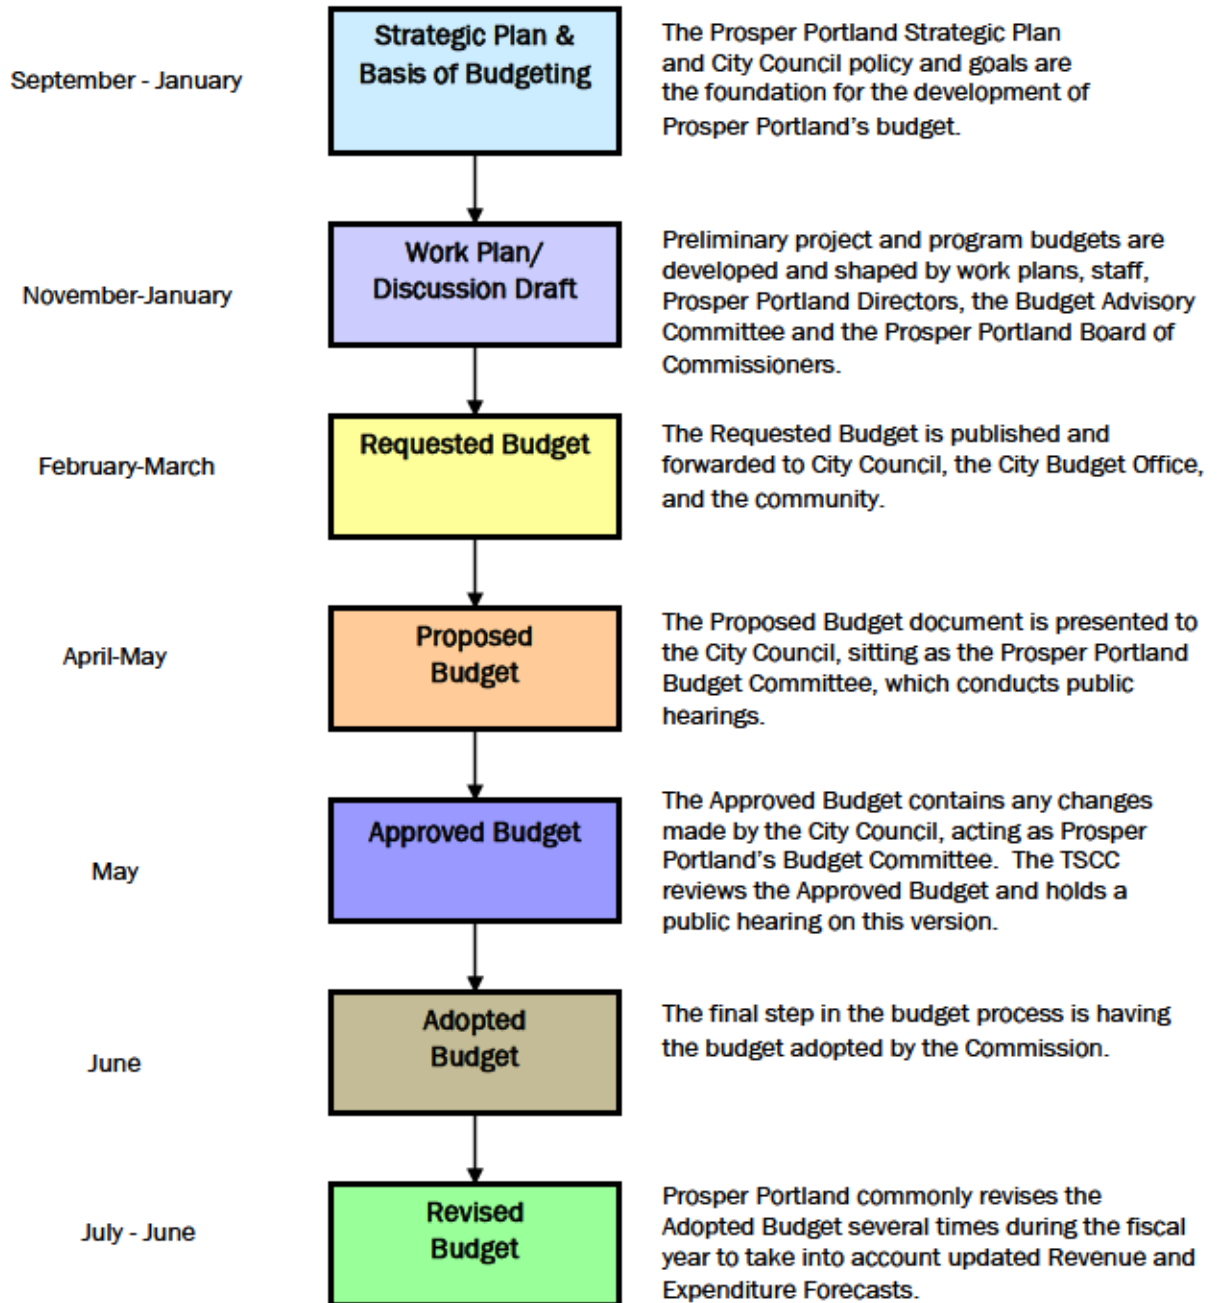 September - January
Strategic Plan &
Basis of Budgeting
The Prosper Portland Strategic Plan
and City Council policy and goals are
the foundation for the development of
Prosper Portland's budget.
November-January
Work Plan/
Discussion Draft
Preliminary project and program budgets are
developed and shaped by work plans, staff,
Prosper Portland Directors, the Budget Advisory
Committee and the Prosper Portland Board of
Commissioners.
February-March
Requested Budget
The Requested Budget is published and
forwarded to City Council, the City Budget Office,
and the community.
April-May
Proposed
Budget
The Proposed Budget document is presented to
the City Council, sitting as the Prosper Portland
Budget Committee, which conducts public
hearings.
May
Approved Budget
The Approved Budget contains any changes
made by the City Council, acting as Prosper
Portland's Budget Committee.  The TSCC
reviews the Approved Budget and holds a
public hearing on this version.
June
Adopted
Budget
The final step in the budget process is having
the budget adopted by the Commission.
July - June
Revised
Budget
Prosper Portland commonly revises the
Adopted Budget several times during the fiscal
year to take into account updated Revenue and
Expenditure Forecasts.